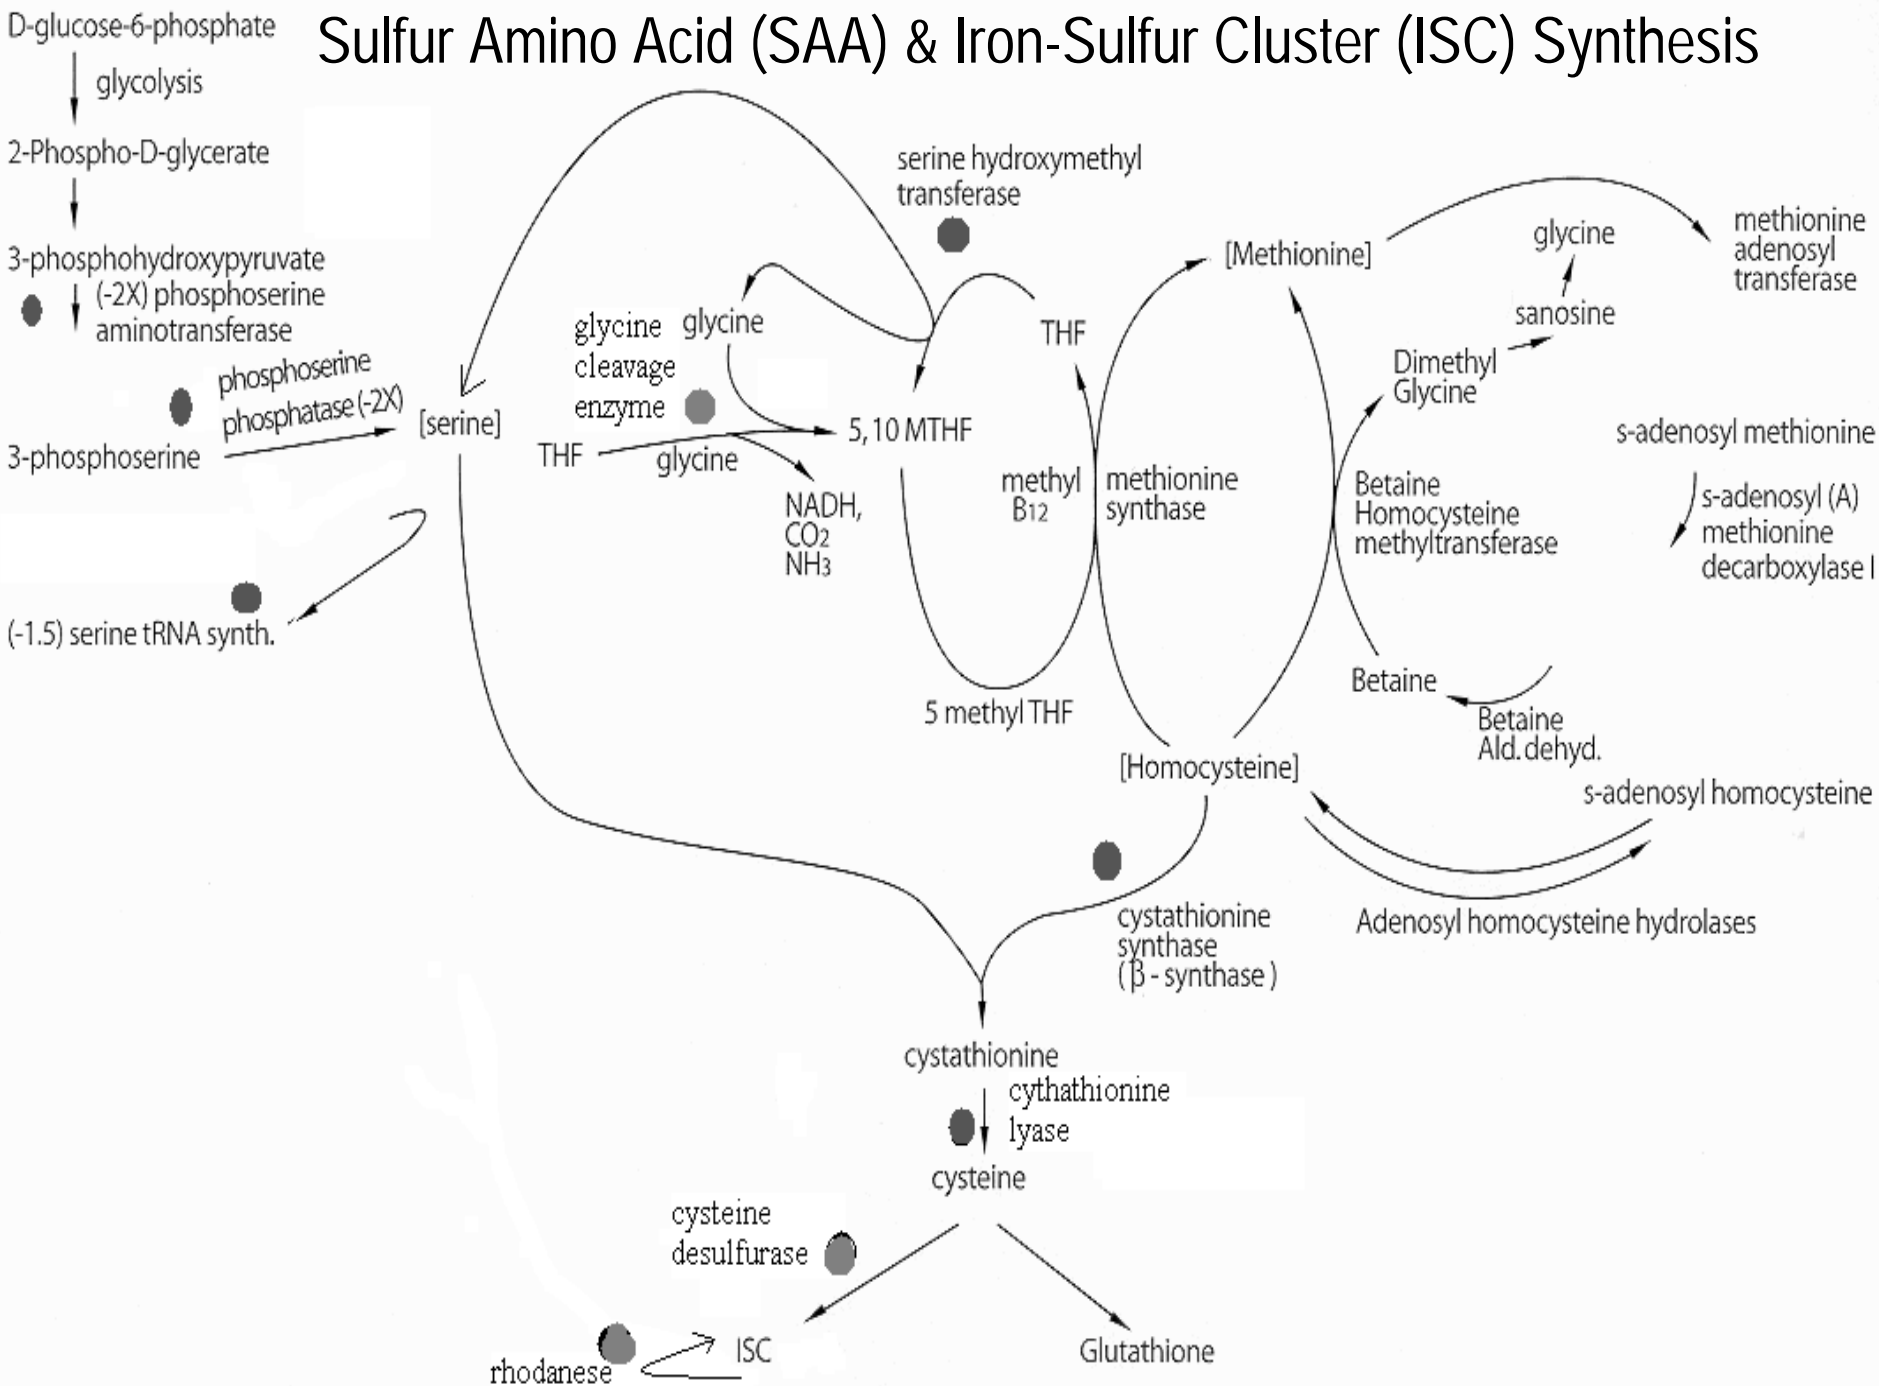 Sulfur Amino Acid (SAA) & Iron-Sulfur Cluster (ISC) Synthesis
D-glucose-6-phosphate
glycolysis
2-Phospho-D-glycerate
3-phosphohydroxypyruvate
(-2X) phosphoserine
aminotransferase
phosphoserine
phosphatase (-2X)
3-phosphoserine
[serine]
(-1.5) serine tRNA synth.
glycine
cleavage
enzyme
glycine
THF
glycine
NADH,
CO2
NH3
5, 10 MTHF
serine hydroxymethyl
transferase
THF
methyl
B12
methionine
synthase
5 methyl THF
[Methionine]
methionine
adenosyl
transferase
glycine
sanosine
Dimethyl
Glycine
s-adenosyl methionine
s-adenosyl (A)
methionine
decarboxylase I
Betaine
Homocysteine
methyltransferase
Betaine
Betaine
Ald. dehyd.
[Homocysteine]
s-adenosyl homocysteine
Adenosyl homocysteine hydrolases
cystathionine
synthase
(β - synthase )
cystathionine
cythathionine
lyase
cysteine
cysteine
desulfurase
rhodanese
ISC
Glutathione